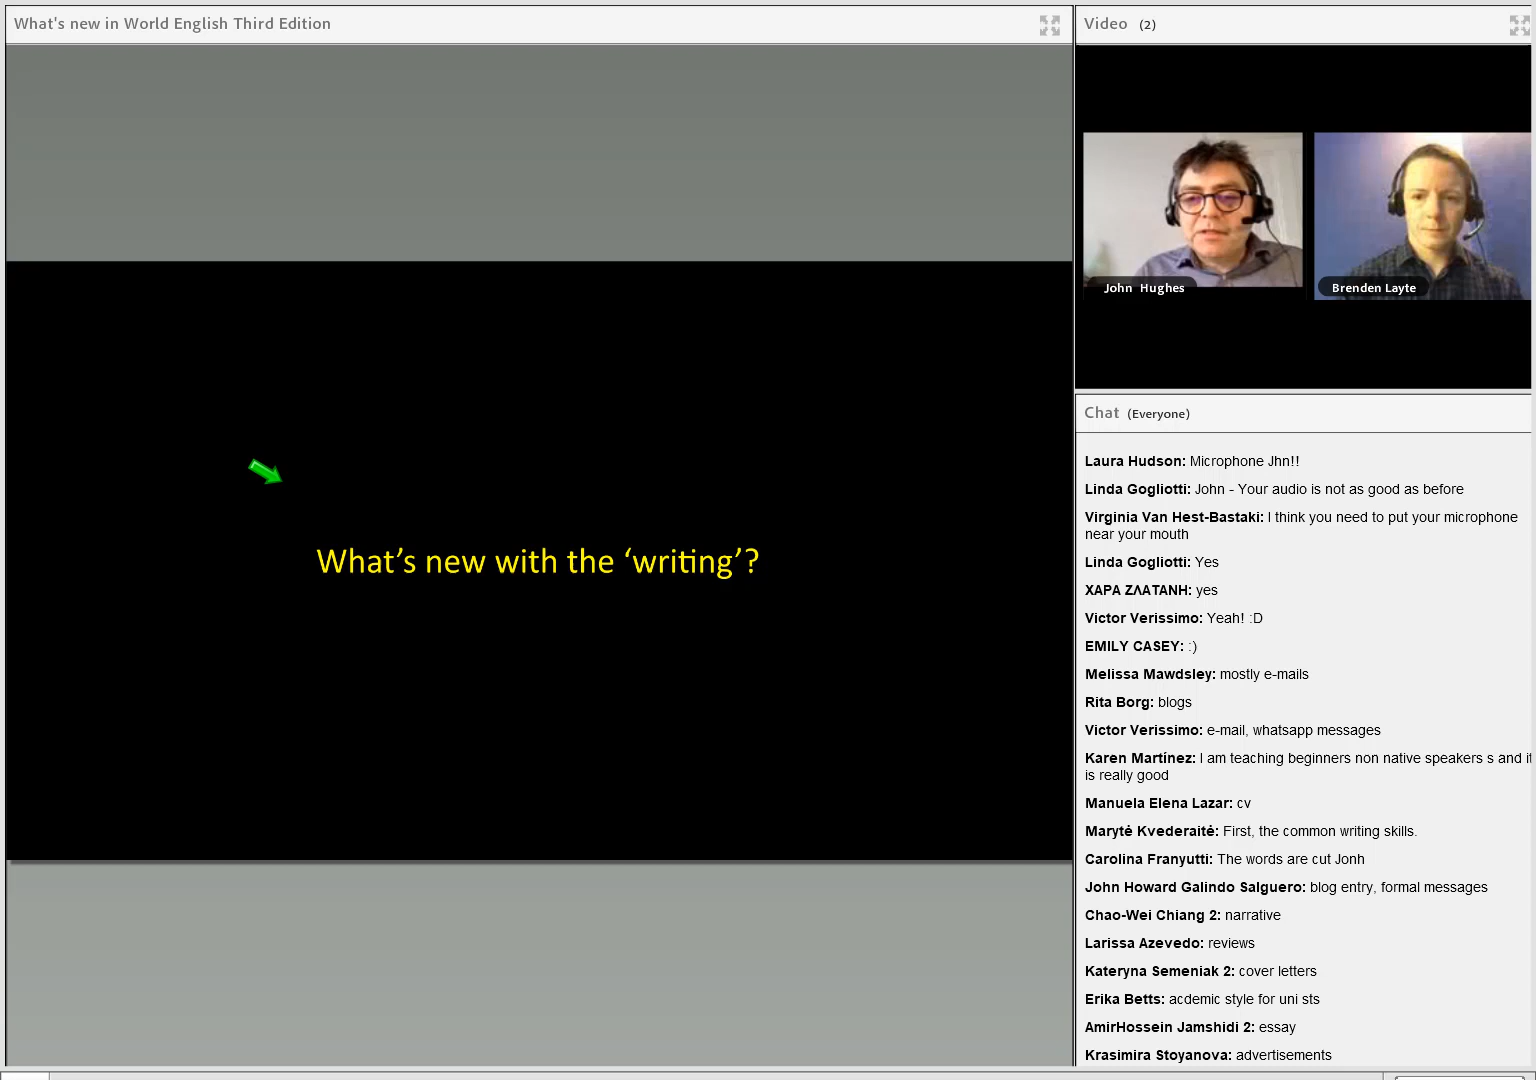 What's new in World English Third Edition
Video (2)
John Hughes
Brenden Layte
What’s new with the ‘writing’?
Chat (Everyone)
Laura Hudson: Microphone Jhn!!
Linda Gogliotti: John - Your audio is not as good as before
Virginia Van Hest-Bastaki: I think you need to put your microphone
near your mouth
Linda Gogliotti: Yes
ΧΑΡΑ ΖΛΑΤΑΝΗ: yes
Victor Verissimo: Yeah! :D
EMILY CASEY: :)
Melissa Mawdsley: mostly e-mails
Rita Borg: blogs
Victor Verissimo: e-mail, whatsapp messages
Karen Martínez: I am teaching beginners non native speakers s and it
is really good
Manuela Elena Lazar: cv
Marytė Kvederaitė: First, the common writing skills.
Carolina Franyutti: The words are cut Jonh
John Howard Galindo Salguero: blog entry, formal messages
Chao-Wei Chiang 2: narrative
Larissa Azevedo: reviews
Kateryna Semeniak 2: cover letters
Erika Betts: acdemic style for uni sts
AmirHossein Jamshidi 2: essay
Krasimira Stoyanova: advertisements